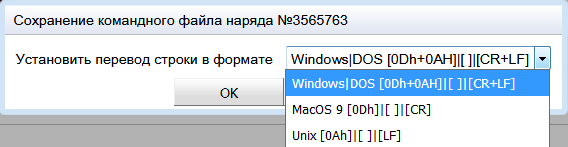 Сохранение командного файла наряда №3565763
Установить перевод строки в формате Windows|DOS [0Dh+0AH]|[ ]|[CR+LF]
OK
Windows|DOS [0Dh+0AH]|[ ]|[CR+LF]
MacOS 9 [0Dh]|[ ]|[CR]
Unix [0Ah]|[ ]|[LF]